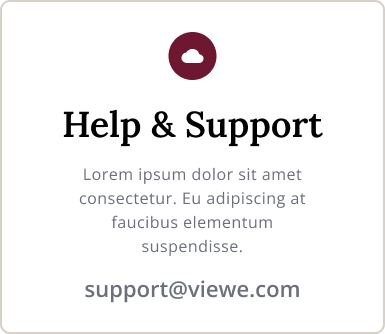 Help & Support
Lorem ipsum dolor sit amet
consectetur. Eu adipiscing at
faucibus elementum
suspendisse.
support@viewe.com